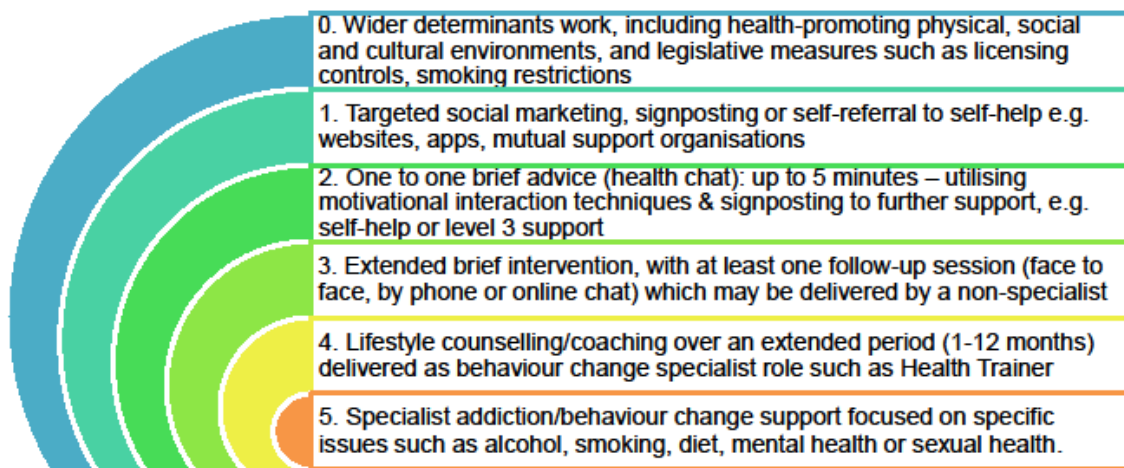 0. Wider determinants work, including health-promoting physical, social
and cultural environments, and legislative measures such as licensing
controls, smoking restrictions
1. Targeted social marketing, signposting or self-referral to self-help e.g.
websites, apps, mutual support organisations
2. One to one brief advice (health chat): up to 5 minutes – utilising
motivational interaction techniques & signposting to further support, e.g.
self-help or level 3 support
3. Extended brief intervention, with at least one follow-up session (face to
face, by phone or online chat) which may be delivered by a non-specialist
4. Lifestyle counselling/coaching over an extended period (1-12 months)
delivered as behaviour change specialist role such as Health Trainer
5. Specialist addiction/behaviour change support focused on specific
issues such as alcohol, smoking, diet, mental health or sexual health.